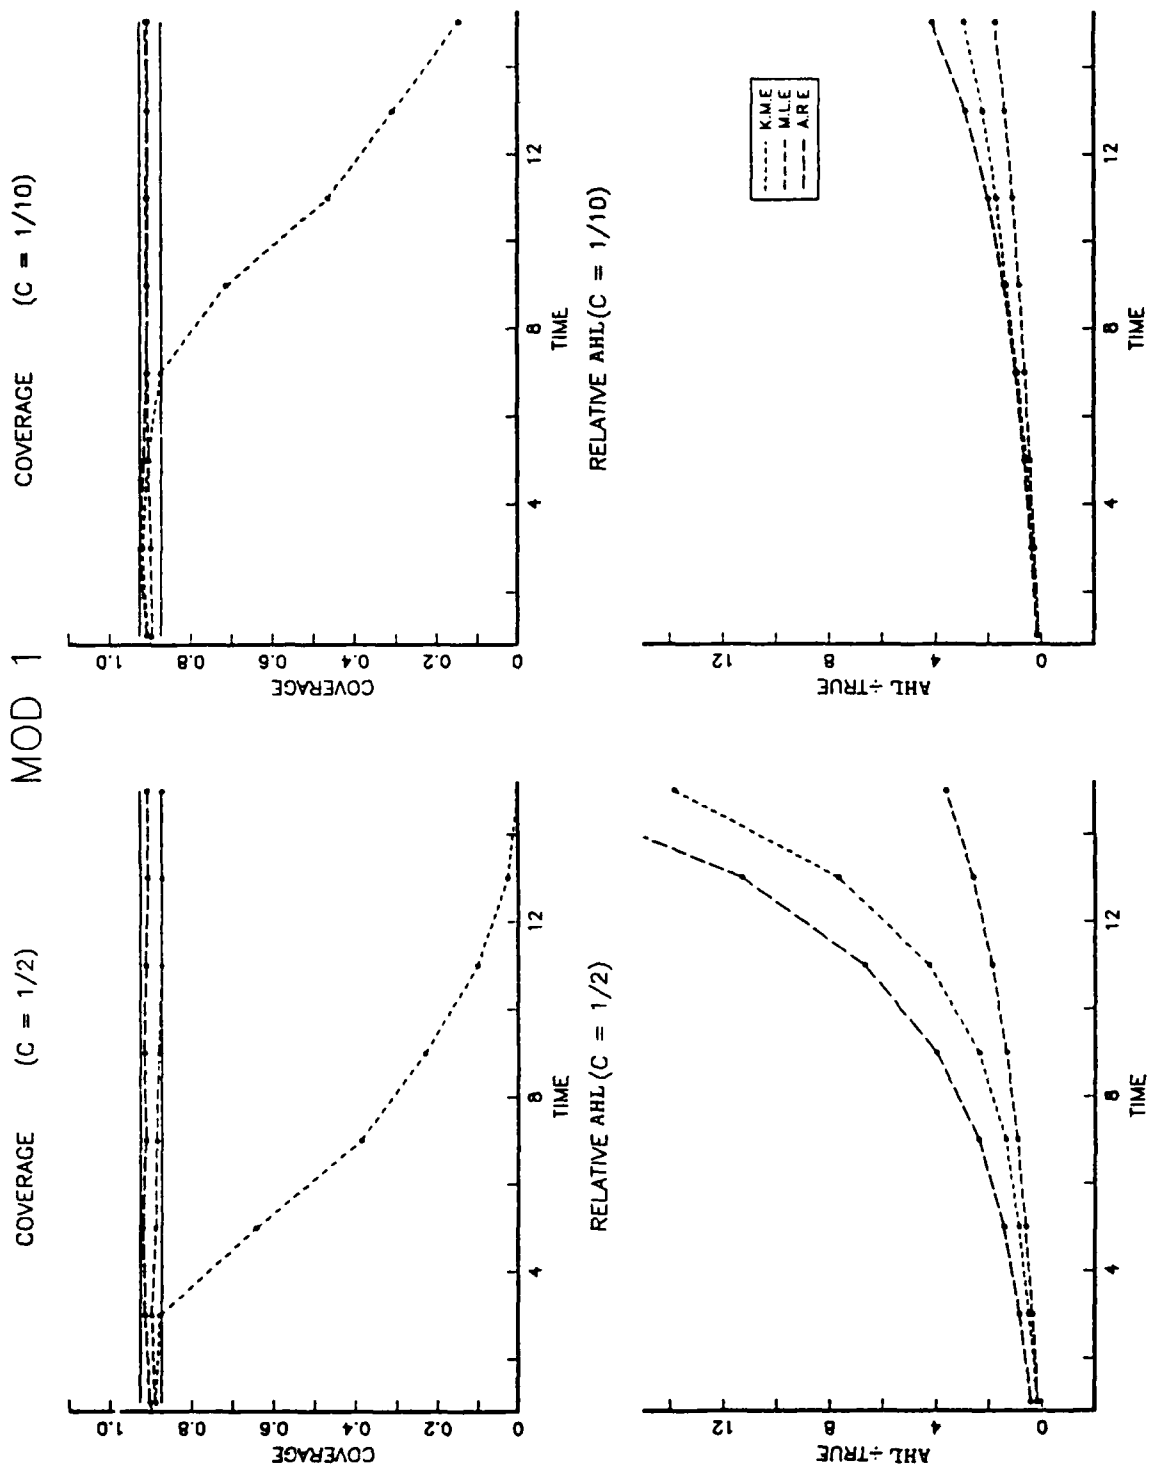 MOD 1
COVERAGE (C = 1/2)
COVERAGE
1.0
0.8
0.6
0.4
0.2
0
4
8
12
TIME
COVERAGE (C = 1/10)
COVERAGE
1.0
0.8
0.6
0.4
0.2
0
4
8
12
TIME
RELATIVE AHL (C = 1/2)
AHL ÷ TRUE
12
8
4
0
4
8
12
TIME
RELATIVE AHL (C = 1/10)
AHL ÷ TRUE
12
8
4
0
4
8
12
TIME
K.M.E
M.L.E
A.R.E